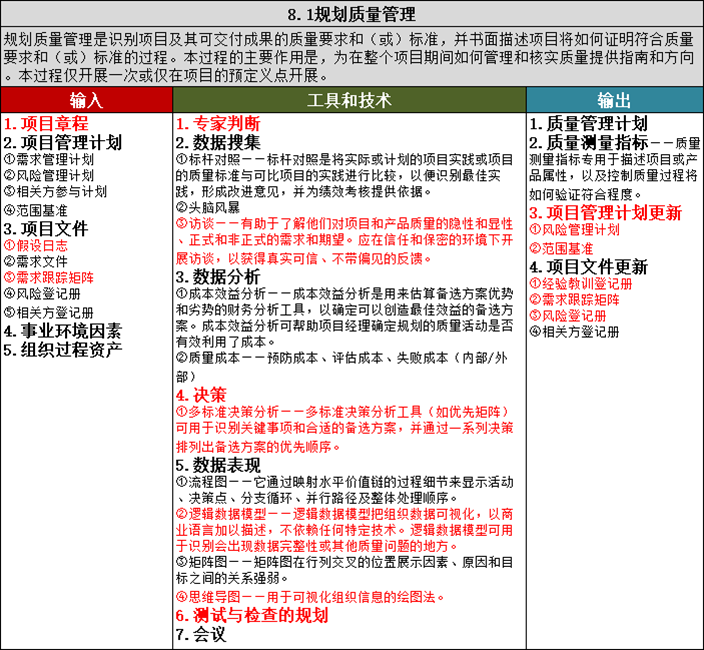 8.1规划质量管理
规划质量管理是识别项目及其可交付成果的质量要求和（或）标准，并书面描述项目将如何证明符合质量
要求和（或）标准的过程。本过程的主要作用是，为在整个项目期间如何管理和核实质量提供指南和方向
。本过程仅开展一次或仅在项目的预定义点开展。
输入
1.项目章程
2.项目管理计划
①需求管理计划
②风险管理计划
③相关方参与计划
④范围基准
3.项目文件
①假设日志
②需求文件
③需求跟踪矩阵
④风险登记册
⑤相关方登记册
4.事业环境因素
5.组织过程资产
工具和技术
1.专家判断
2.数据搜集
①标杆对照——标杆对照是将实际或计划的项目实践或项目
的质量标准与可比项目的实践进行比较，以便识别最佳实
践，形成改进意见，并为绩效考核提供依据。
②头脑风暴
③访谈——有助于了解他们对项目和产品质量的隐性和显性
、正式和非正式的需求和期望。应在信任和保密的环境下开
展访谈，以获得真实可信、不带偏见的反馈。
3.数据分析
①成本效益分析——成本效益分析是用来估算备选方案优势
和劣势的财务分析工具，以确定可以创造最佳效益的备选方
案。成本效益分析可帮助项目经理确定规划的质量活动是否
有效利用了成本。
②质量成本——预防成本、评估成本、失败成本（内部/外
部）
4.决策
①多标准决策分析——多标准决策分析工具（如优先矩阵）
可用于识别关键事项和合适的备选方案，并通过一系列决策
排列出备选方案的优先顺序。
5.数据表现
①流程图——它通过映射水平价值链的过程细节来显示活动
、决策点、分支循环、并行路径及整体处理顺序。
②逻辑数据模型——逻辑数据模型把组织数据可视化，以商
业语言加以描述，不依赖任何特定技术。逻辑数据模型可用
于识别会出现数据完整性或其他质量问题的地方。
③矩阵图——矩阵图在行列交叉的位置展示因素、原因和目
标之间的关系强弱。
④思维导图——用于可视化组织信息的绘图法。
6.测试与检查的规划
7.会议
输出
1.质量管理计划
2.质量测量指标——质量
测量指标专用于描述项目或产
品属性，以及控制质量过程将
如何验证符合程度。
3.项目管理计划更新
①风险管理计划
②范围基准
4.项目文件更新
①经验教训登记册
②需求跟踪矩阵
③风险登记册
④相关方登记册